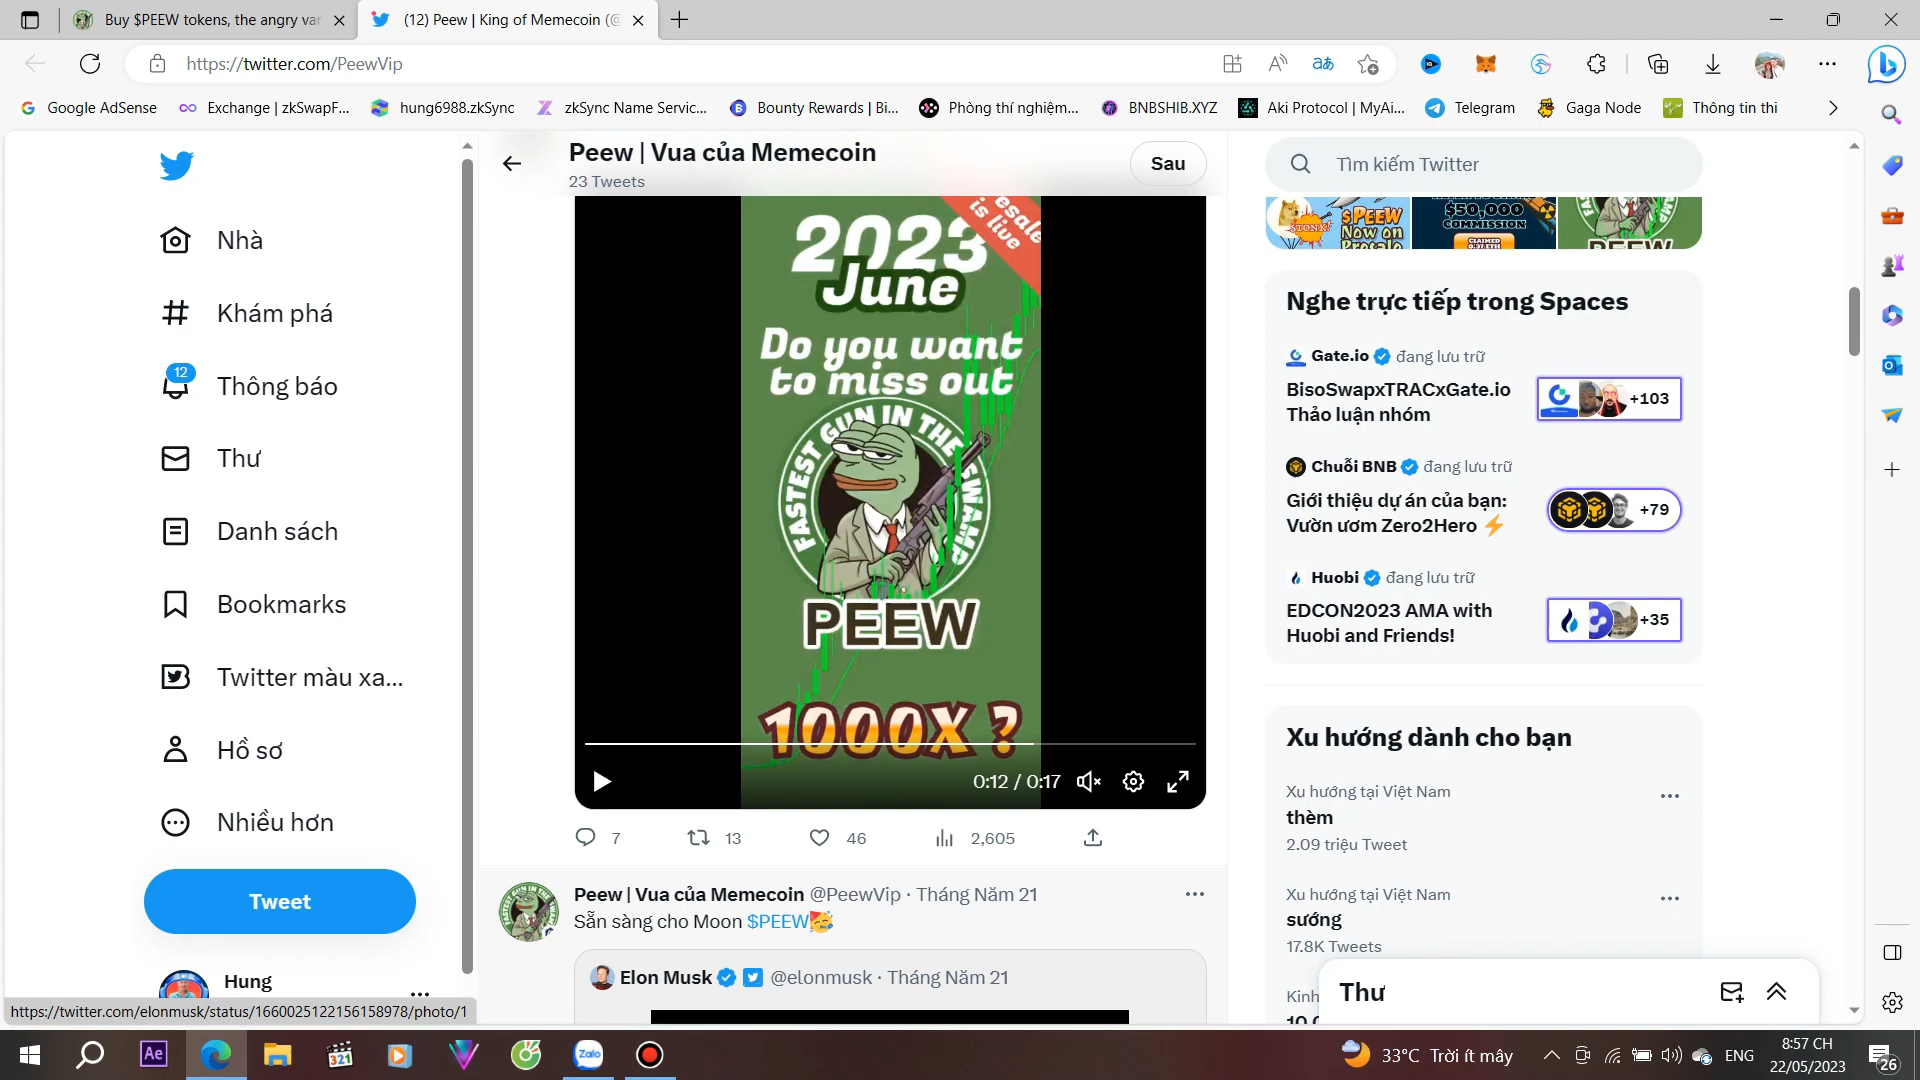 Buy $PEEW tokens, the angry var
(12) Peew | King of Memecoin (@
https://twitter.com/PeewVip
Google AdSense
Exchange | zkSwapF...
hung6988.zkSync
zkSync Name Servic...
Bounty Rewards | Bi...
Phòng thí nghiệm...
BNBSHIB.XYZ
Aki Protocol | MyAi...
Telegram
Gaga Node
Thông tin thi
Nhà
Khám phá
12
Thông báo
Thư
Danh sách
Bookmarks
Twitter màu xa...
Hồ sơ
Nhiều hơn
Tweet
Hung
https://twitter.com/elonmusk/status/1660025122156158978/photo/1
Peew | Vua của Memecoin
23 Tweets
Sau
esale
is live
2023
June
Do you want
to miss out
FASTEST GUN IN THE SWAMP
PEEW
1000X ?
0:12 / 0:17
7
13
46
2,605
Peew | Vua của Memecoin @PeewVip · Tháng Năm 21
Sẵn sàng cho Moon $PEEW
Elon Musk @elonmusk · Tháng Năm 21
Tìm kiếm Twitter
STONK!
$PEEW
Now on
Presale
$50,000
COMMISSION
CLAIMED
PEEW
Nghe trực tiếp trong Spaces
Gate.io đang lưu trữ
BisoSwapxTRACxGate.io
Thảo luận nhóm
+103
Chuỗi BNB đang lưu trữ
Giới thiệu dự án của bạn:
Vườn ươm Zero2Hero
+79
Huobi đang lưu trữ
EDCON2023 AMA with
Huobi and Friends!
+35
Xu hướng dành cho bạn
Xu hướng tại Việt Nam
thèm
2.09 triệu Tweet
Xu hướng tại Việt Nam
sướng
17.8K Tweets
Kinh
Thư
Ae
321
Zalo
33°C Trời ít mây
ENG
8:57 CH
22/05/2023
26